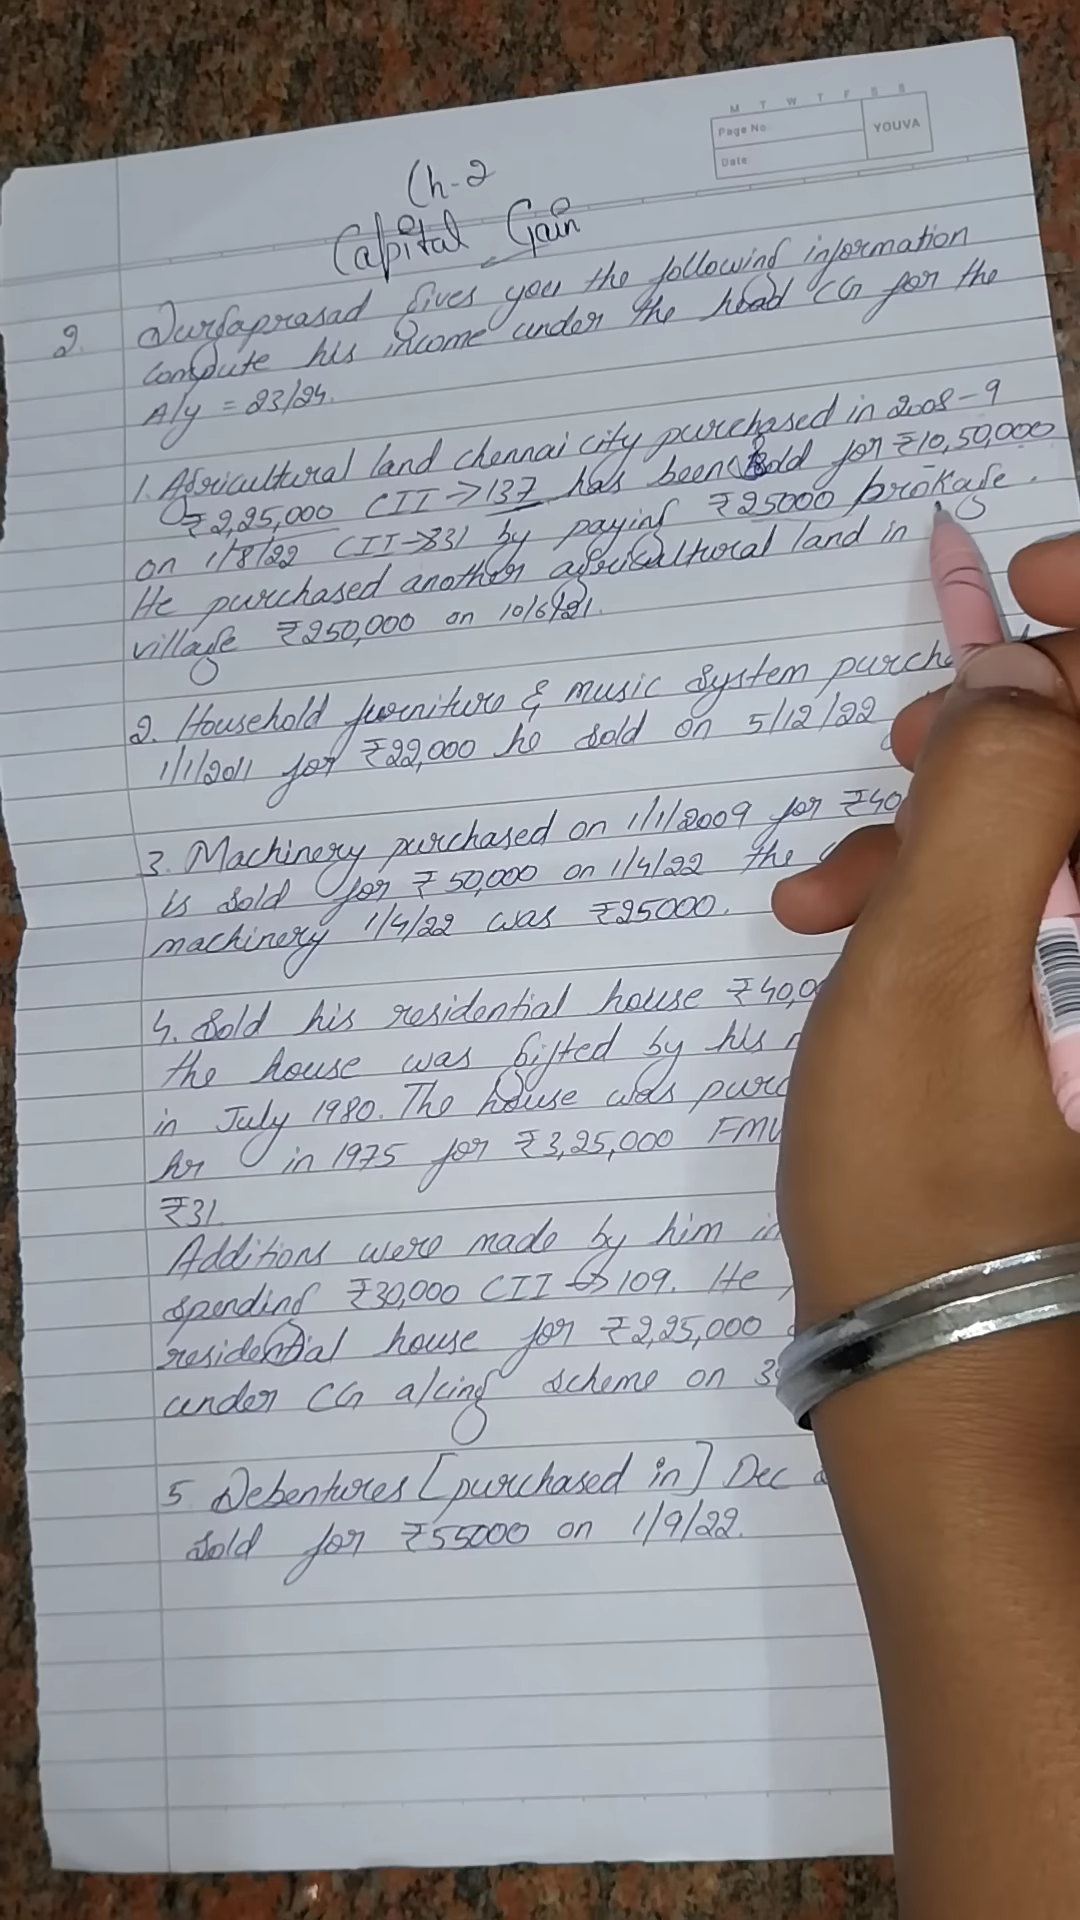 M T W T F S S
Page No.
YOUVA
Date
Ch-2
Capital Gain
2. Durgaprasad gives you the following information
compute his income under the head CG for the
A/y = 23/24.
1. Agricultural land chennai city purchased in 2008-9
₹2,25,000 CII → 137 has been sold for ₹10,50,000
on 1/8/22 CII → 331 by paying ₹25000 brokage.
He purchased another agricultural land in
village ₹250,000 on 10/6/21.
2. Household furniture & music system purch
1/1/2011 for ₹22,000 he sold on 5/12/22
3. Machinery purchased on 1/1/2009 for ₹40
is sold for ₹50,000 on 1/4/22 the
machinery 1/4/22 was ₹25000.
4. Sold his residential house ₹40,00
the house was gifted by his
in July 1980. The house was purc
hr in 1975 for ₹3,25,000 FMV
₹31
Additions were made by him in
spending ₹30,000 CII → 109. He
residential house for ₹2,25,000
under CG a/cing scheme on 3
5. Debentures [purchased in] Dec
sold for ₹55000 on 1/9/22.